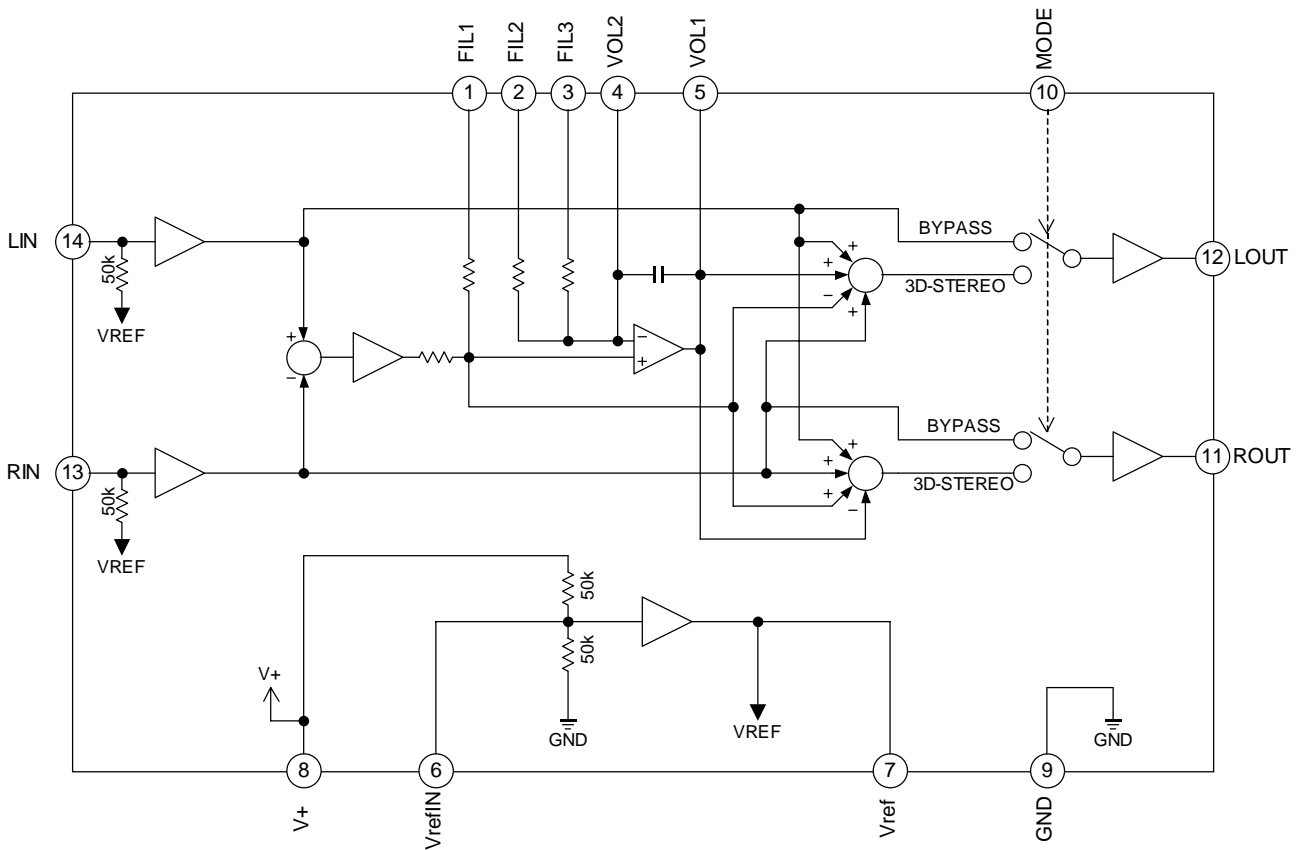 FIL1
FIL2
FIL3
VOL2
VOL1
MODE
1
2
3
4
5
10
LIN
14
50k
VREF
+
−
+
+
−
+
−
+
BYPASS
3D-STEREO
12
LOUT
RIN
13
50k
VREF
+
+
+
−
BYPASS
3D-STEREO
11
ROUT
50k
50k
V+
GND
VREF
GND
8
6
7
9
V+
VrefIN
Vref
GND